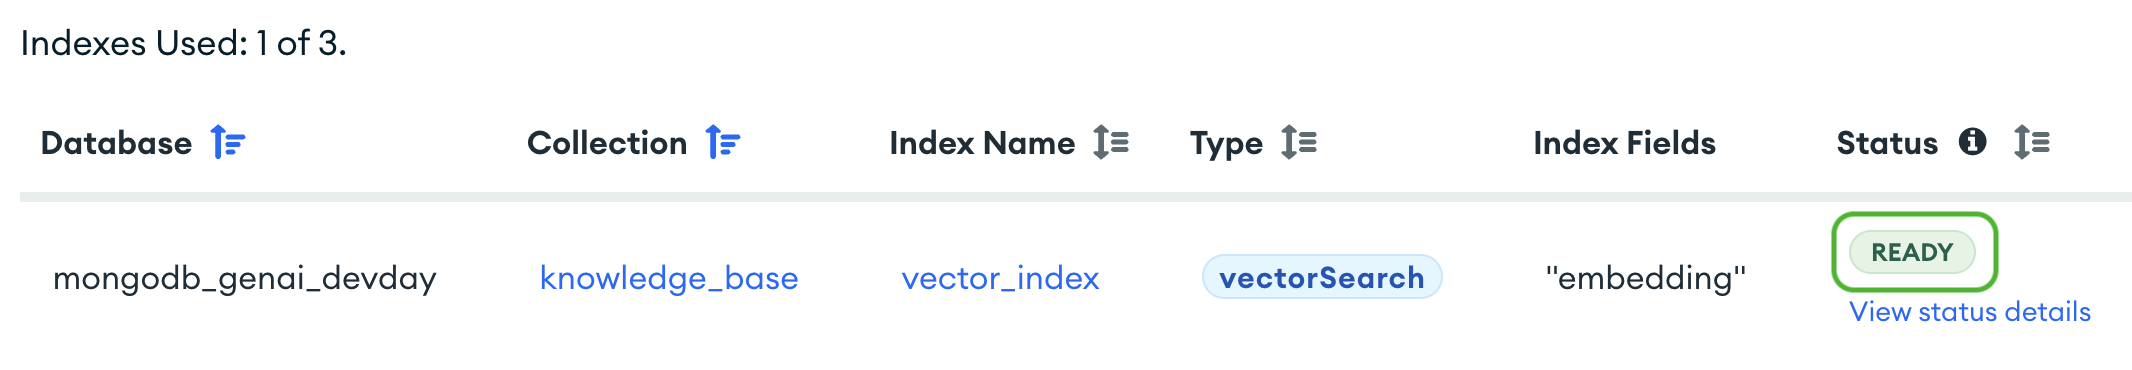 Indexes Used: 1 of 3.
Database Collection Index Name Type Index Fields Status
mongodb_genai_devday knowledge_base vector_index vectorSearch "embedding" READY
View status details